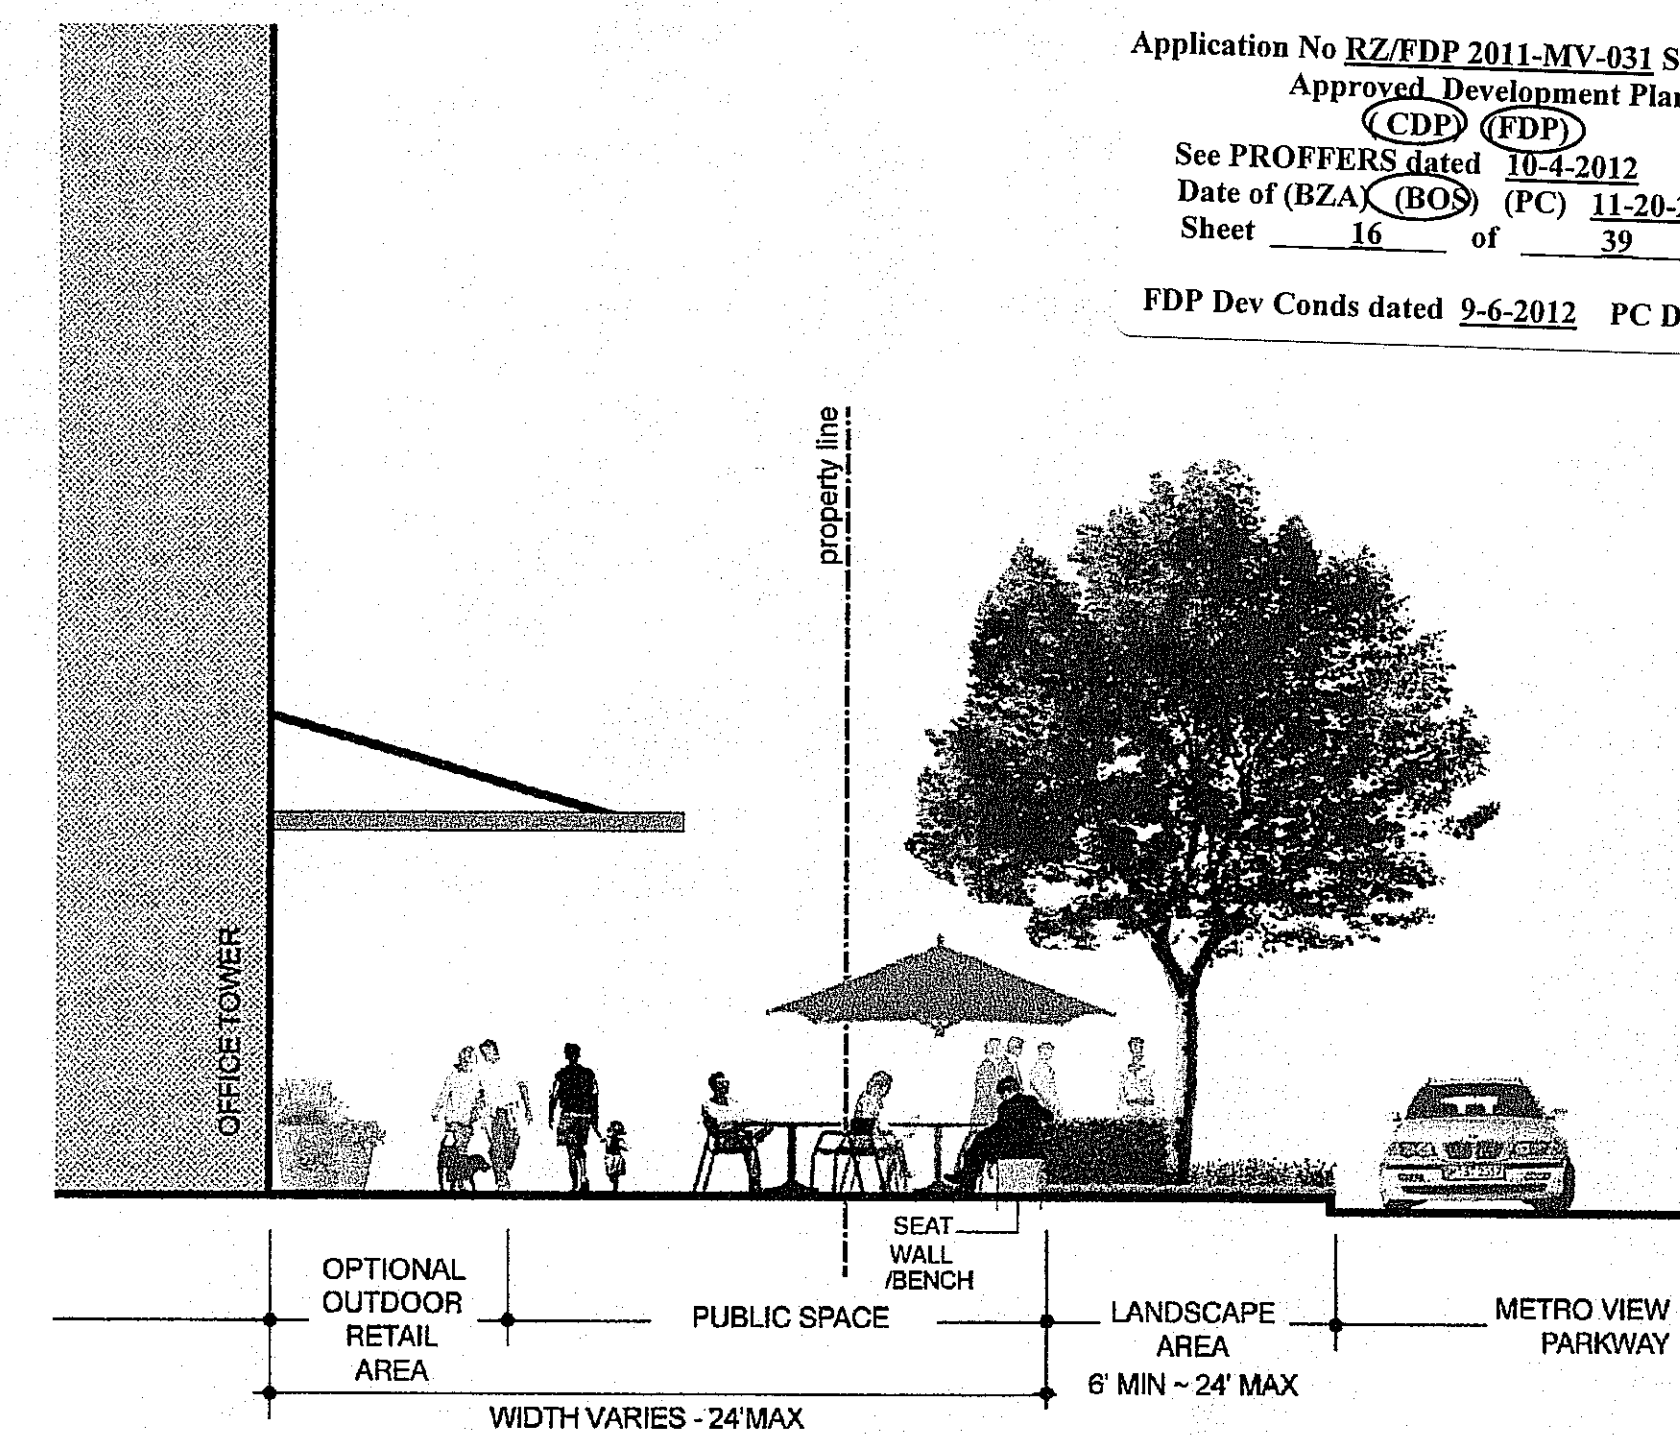 Application No RZ/FDP 2011-MV-031 S
Approved Development Plan
(CDP) (FDP)
See PROFFERS dated 10-4-2012
Date of (BZA) (BOS) (PC) 11-20-
Sheet 16 of 39
FDP Dev Conds dated 9-6-2012 PC D
property line
OFFICE TOWER
SEAT
WALL
/BENCH
OPTIONAL
OUTDOOR
RETAIL
AREA
PUBLIC SPACE
LANDSCAPE
AREA
6' MIN ~ 24' MAX
METRO VIEW
PARKWAY
WIDTH VARIES - 24'MAX